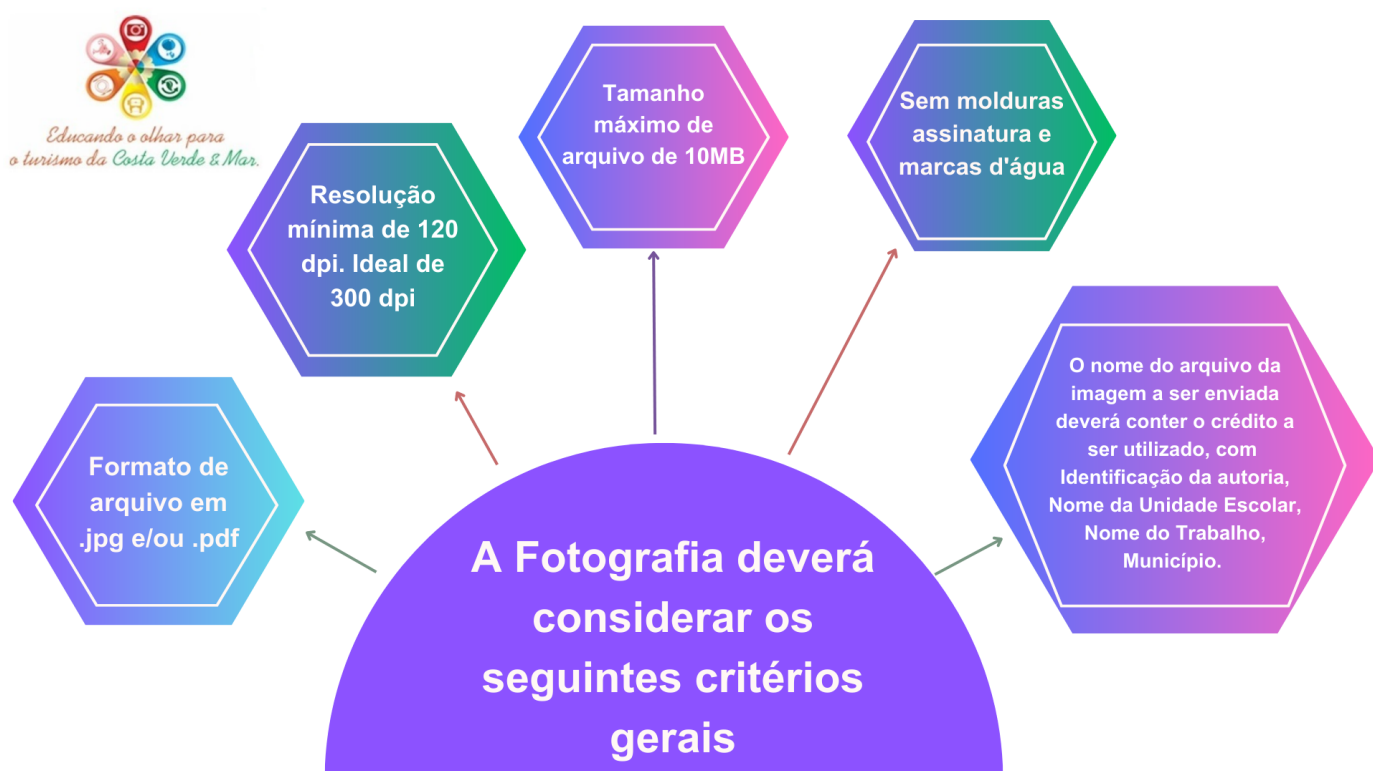 Educando o olhar para
o turismo da Costa Verde & Mar.
Formato de
arquivo em
.jpg e/ou .pdf
Resolução
mínima de 120
dpi. Ideal de
300 dpi
Tamanho
máximo de
arquivo de 10MB
Sem molduras
assinatura e
marcas d'água
O nome do arquivo da
imagem a ser enviada
deverá conter o crédito a
ser utilizado, com
Identificação da autoria,
Nome da Unidade Escolar,
Nome do Trabalho,
Município.
A Fotografia deverá
considerar os
seguintes critérios
gerais